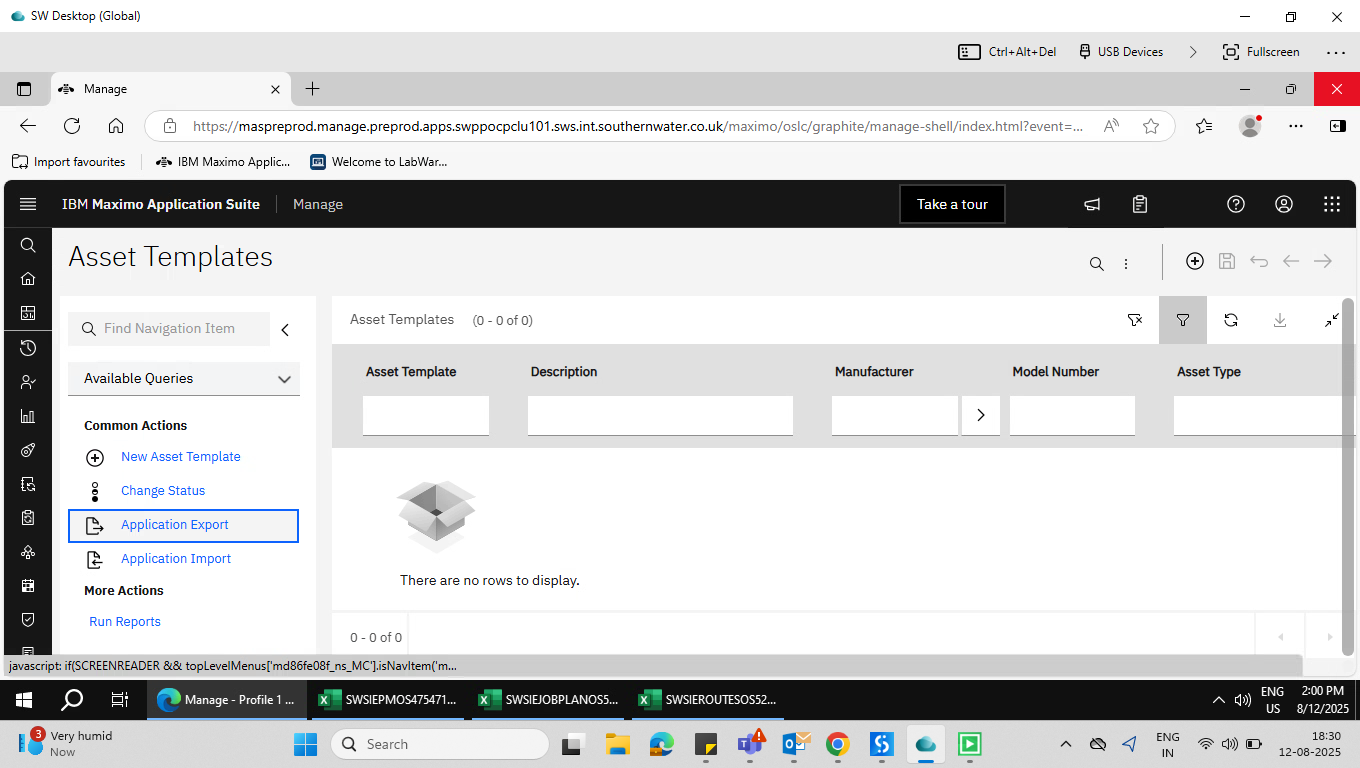 SW Desktop (Global)
Ctrl+Alt+Del
USB Devices
Fullscreen
Manage
https://maspreprod.manage.preprod.apps.swppocpclu101.sws.int.southernwater.co.uk/maximo/oslc/graphite/manage-shell/index.html?event=...
Import favourites
IBM Maximo Applic...
Welcome to LabWar...
IBM Maximo Application Suite
Manage
Take a tour
Asset Templates
Find Navigation Item
Asset Templates (0 - 0 of 0)
Available Queries
Asset Template
Description
Manufacturer
Model Number
Asset Type
Common Actions
New Asset Template
Change Status
Application Export
Application Import
More Actions
Run Reports
There are no rows to display.
0 - 0 of 0
javascript: if(SCREENREADER && topLevelMenus['md86fe08f_ns_MC'].isNavItem('m...
Manage - Profile 1 ...
SWSIEPMOS475471...
SWSIEJOBPLANOS5...
SWSIEROUTESOS52...
ENG
US
2:00 PM
8/12/2025
3
Very humid
Now
Search
ENG
IN
18:30
12-08-2025